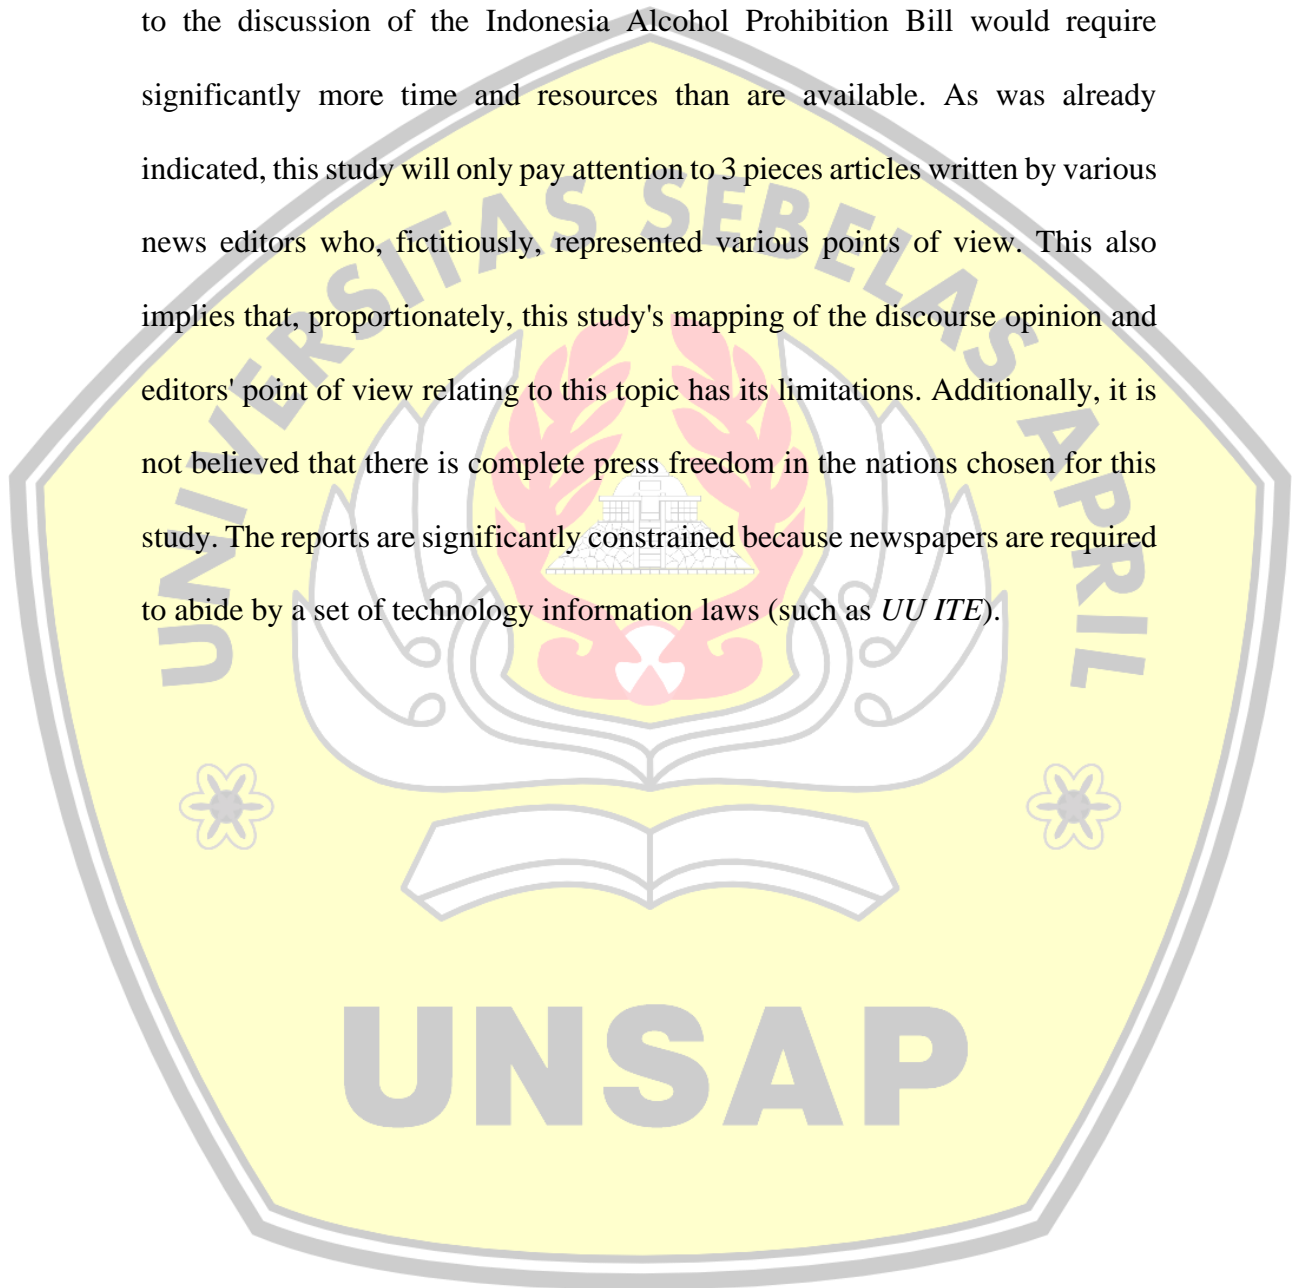 to the discussion of the Indonesia Alcohol Prohibition Bill would require
significantly more time and resources than are available. As was already
indicated, this study will only pay attention to 3 pieces articles written by various
news editors who, fictitiously, represented various points of view. This also
implies that, proportionately, this study's mapping of the discourse opinion and
editors' point of view relating to this topic has its limitations. Additionally, it is
not believed that there is complete press freedom in the nations chosen for this
study. The reports are significantly constrained because newspapers are required
to abide by a set of technology information laws (such as UU ITE).
UNIVERSITAS SEBELAS APRIL
UNSAP